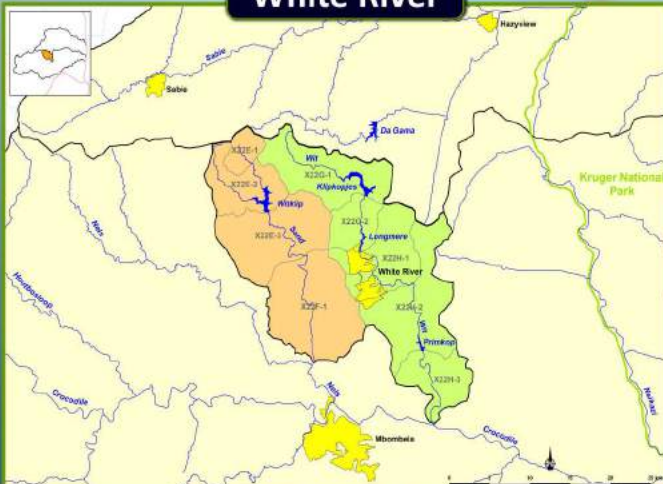 White River
Hazyview
Sabie
Sabie
Da Gama
Kruger National
Park
X22E-1
Wit
X22G-1
Klipkopjes
X22E-2
Witklip
X22G-2
Nels
Sand
X22E-3
Longmere
X22H-1
White River
Houtbosloop
X22F-1
X22H-2
Wit
Primkop
X22H-3
Nels
Crocodile
Crocodile
Mbombela